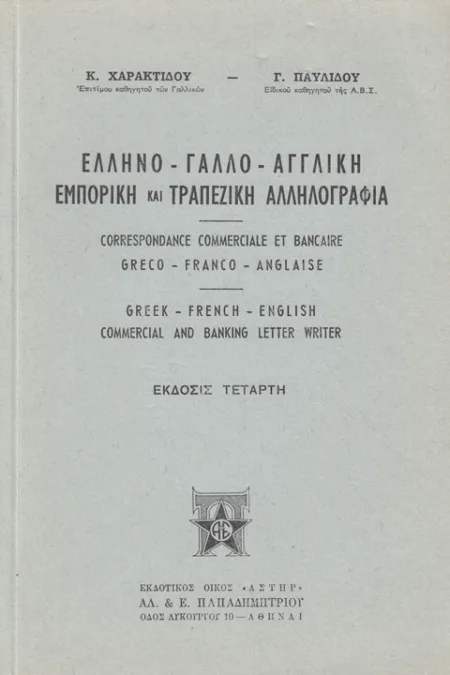 Κ. ΧΑΡΑΚΤΙΔΟΥ — Γ. ΠΑΥΛΙΔΟΥ
Ἐπιτίμου καθηγητοῦ τῶν Γαλλικῶν Εἰδικοῦ καθηγητοῦ τῆς Α.Β.Σ.
ΕΛΛΗΝΟ - ΓΑΛΛΟ - ΑΓΓΛΙΚΗ
ΕΜΠΟΡΙΚΗ ΚΑΙ ΤΡΑΠΕΖΙΚΗ ΑΛΛΗΛΟΓΡΑΦΙΑ
CORRESPONDANCE COMMERCIALE ET BANCAIRE
GRECO - FRANCO - ANGLAISE
GREEK - FRENCH - ENGLISH
COMMERCIAL AND BANKING LETTER WRITER
ΕΚΔΟΣΙΣ ΤΕΤΑΡΤΗ
ΑΕ
ΕΚΔΟΤΙΚΟΣ ΟΙΚΟΣ «ΑΣΤΗΡ»
ΑΛ. & Ε. ΠΑΠΑΔΗΜΗΤΡΙΟΥ
ΟΔΟΣ ΛΥΚΟΥΡΓΟΥ 10 — ΑΘΗΝΑΙ